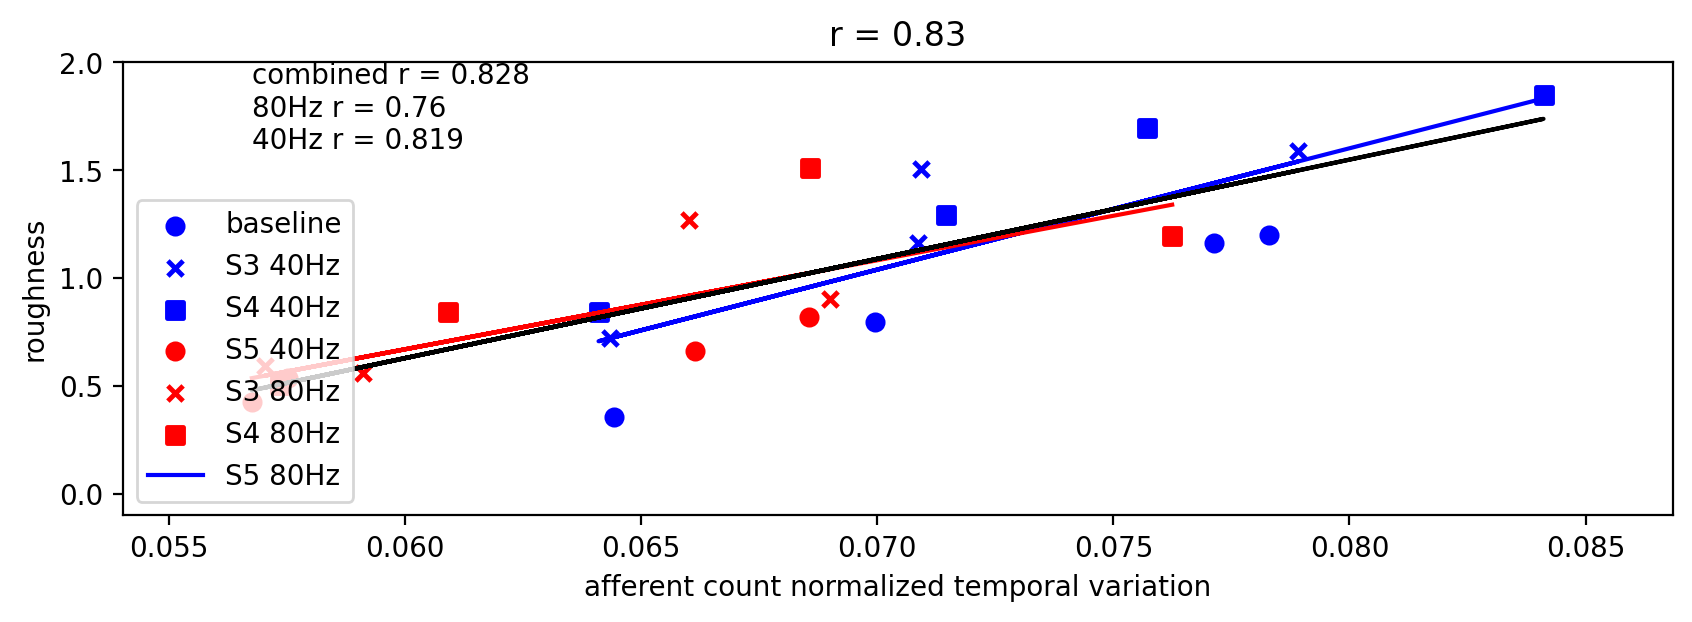 r = 0.83
combined r = 0.828
80Hz r = 0.76
40Hz r = 0.819
baseline
S3 40Hz
S4 40Hz
S5 40Hz
S3 80Hz
S4 80Hz
S5 80Hz
roughness
2.0
1.5
1.0
0.5
0.0
0.055
0.060
0.065
0.070
0.075
0.080
0.085
afferent count normalized temporal variation